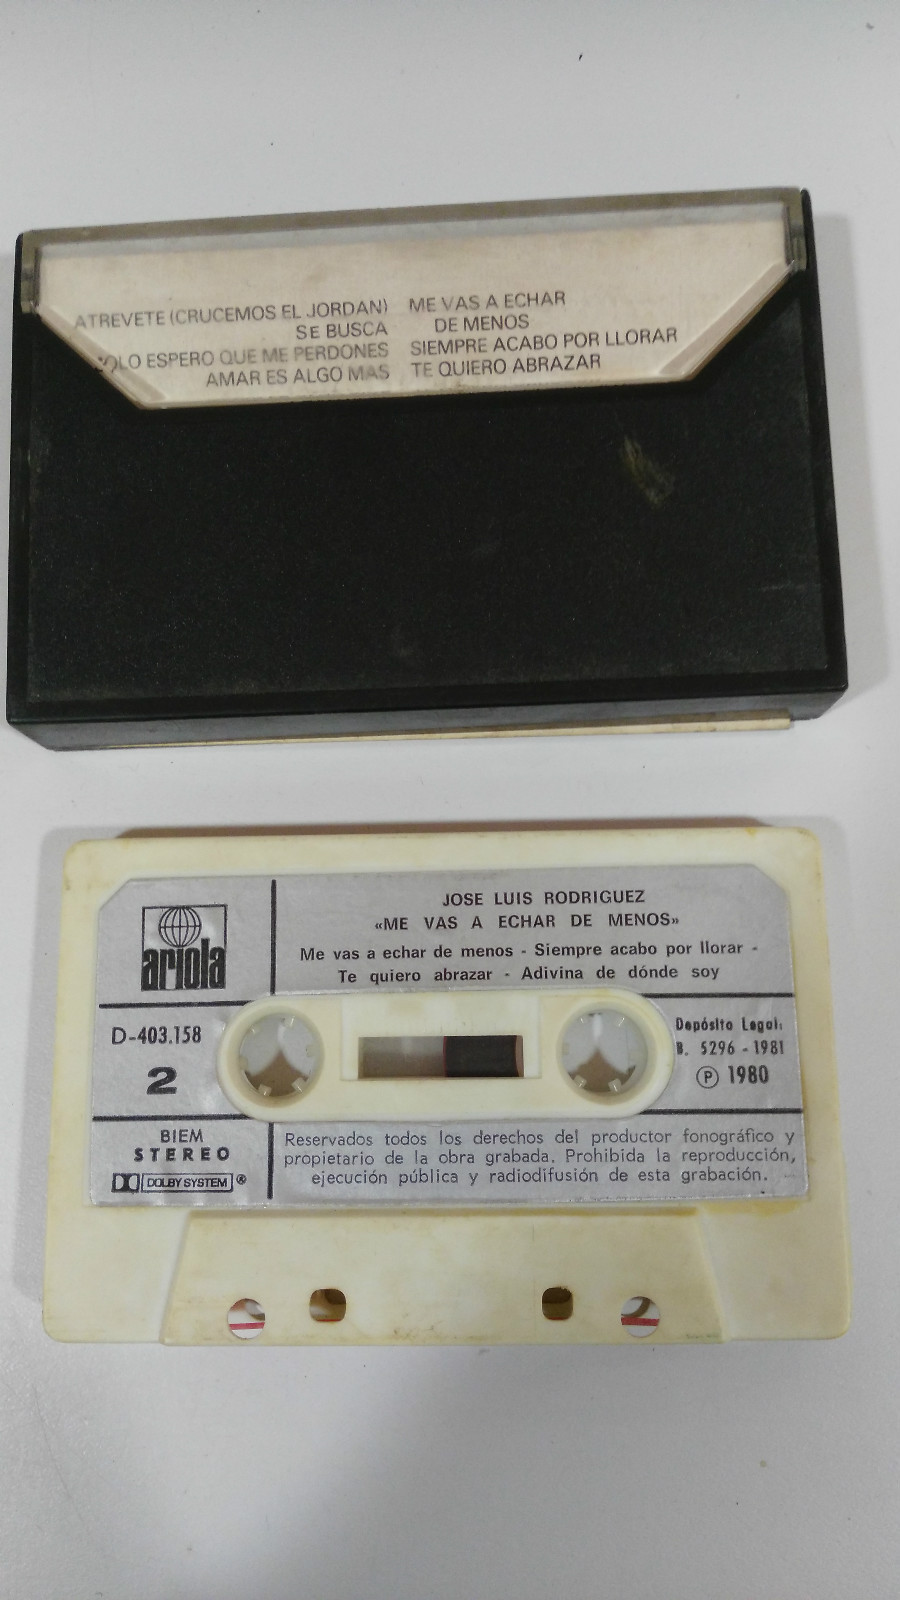 ATREVETE (CRUCEMOS EL JORDAN)
SE BUSCA
OLO ESPERO QUE ME PERDONES
AMAR ES ALGO MAS
ME VAS A ECHAR
DE MENOS
SIEMPRE ACABO POR LLORAR
TE QUIERO ABRAZAR
ariola
JOSE LUIS RODRIGUEZ
«ME VAS A ECHAR DE MENOS»
Me vas a echar de menos - Siempre acabo por llorar -
Te quiero abrazar - Adivina de dónde soy
D-403.158
2
Depósito Legal:
B. 5296 - 1981
Ⓟ 1980
BIEM
STEREO
DOLBY SYSTEM ®
Reservados todos los derechos del productor fonográfico y
propietario de la obra grabada. Prohibida la reproducción,
ejecución pública y radiodifusión de esta grabación.